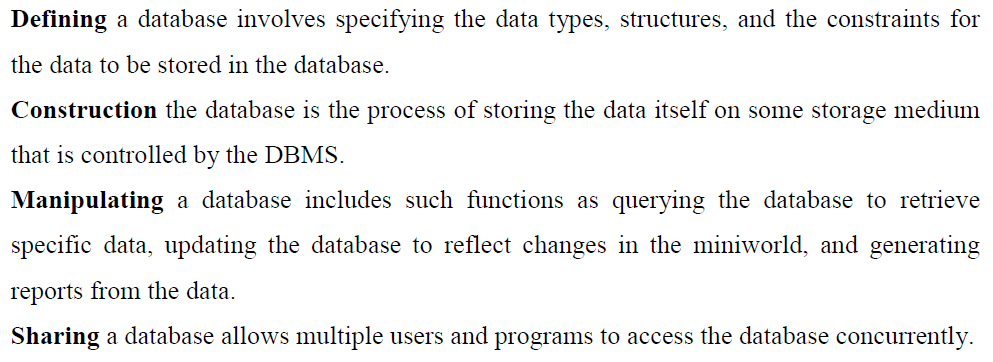 Defining a database involves specifying the data types, structures, and the constraints for
the data to be stored in the database.
Construction the database is the process of storing the data itself on some storage medium
that is controlled by the DBMS.
Manipulating a database includes such functions as querying the database to retrieve
specific data, updating the database to reflect changes in the miniworld, and generating
reports from the data.
Sharing a database allows multiple users and programs to access the database concurrently.